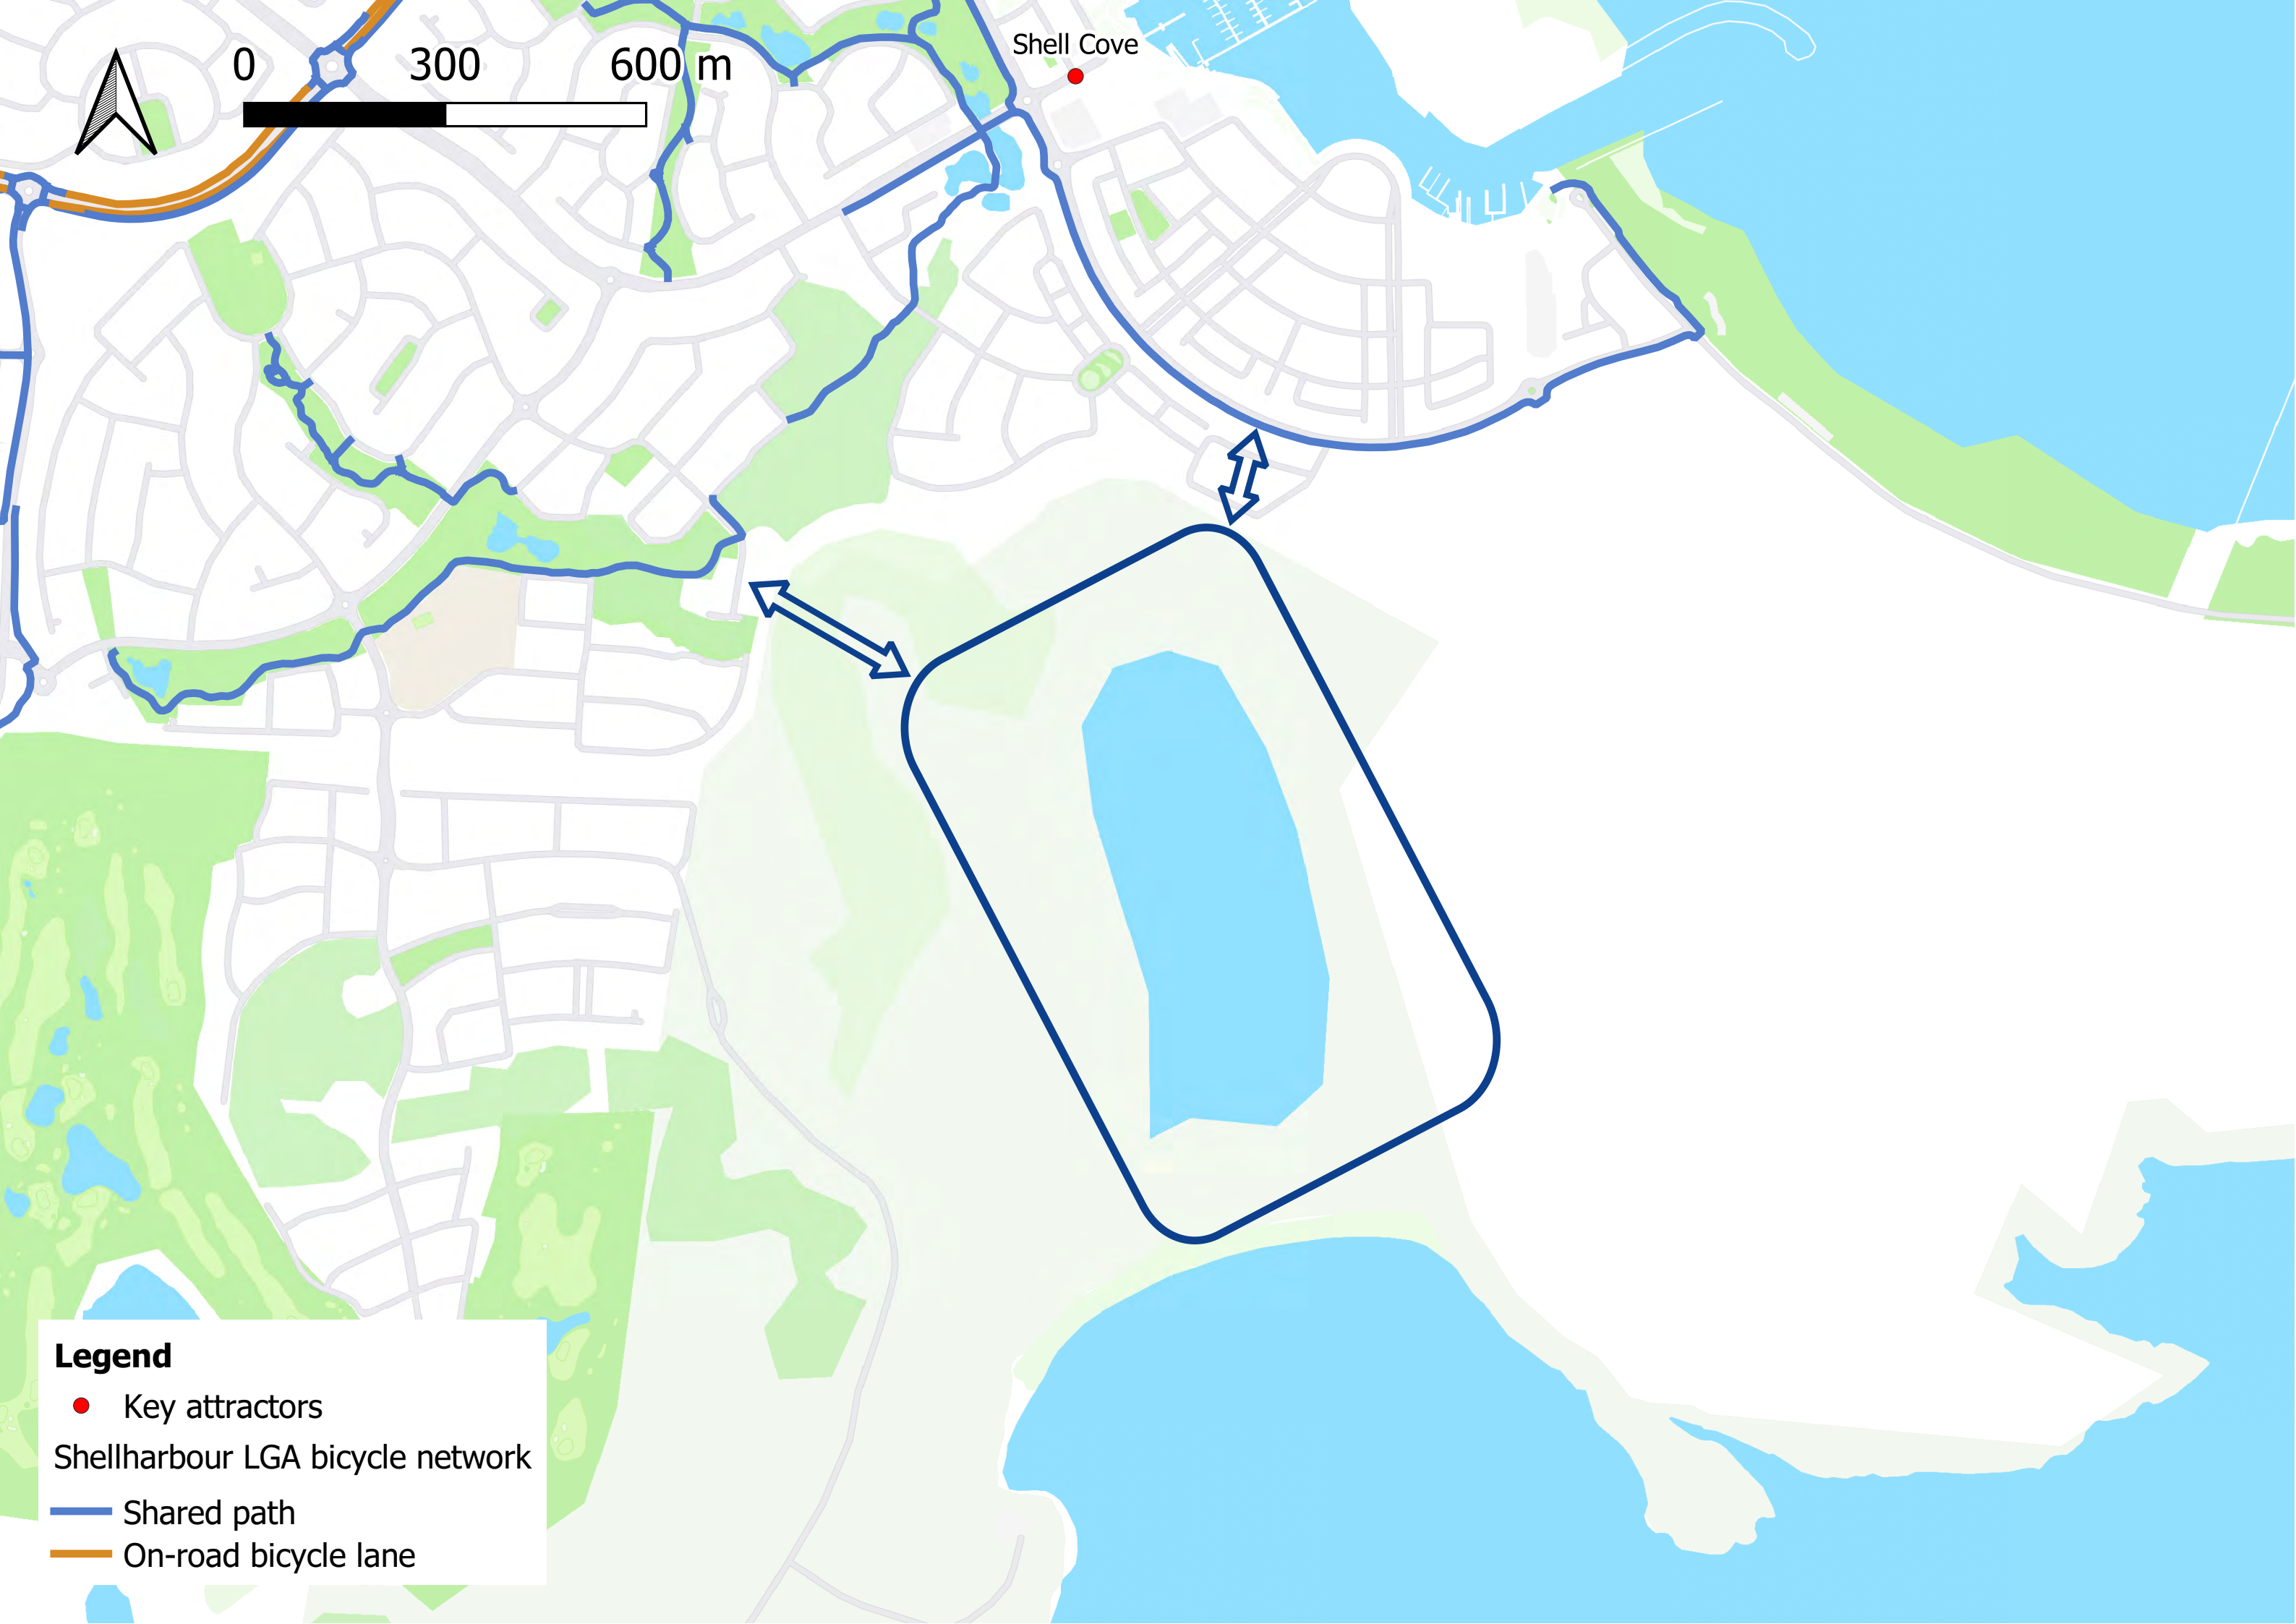 Shell Cove
0 300 600 m
Legend
Key attractors
Shellharbour LGA bicycle network
Shared path
On-road bicycle lane